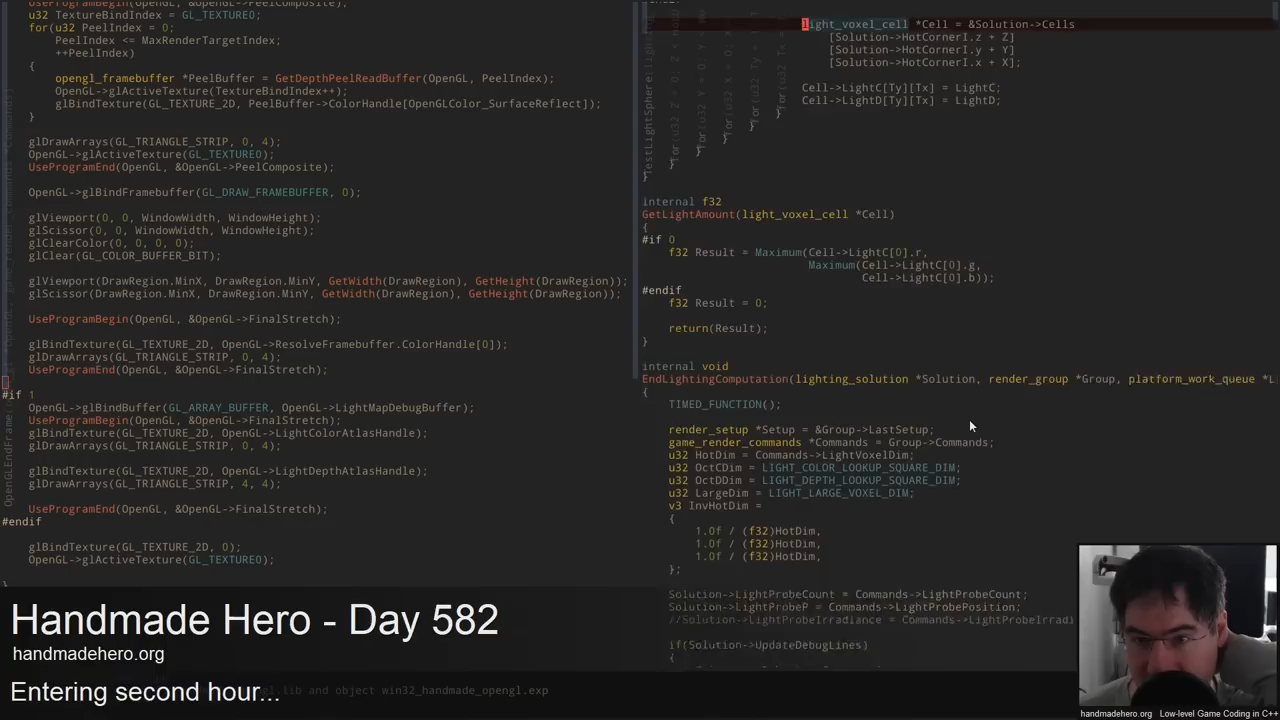 u32 TextureBindIndex = GL_TEXTURE0;
for(u32 PeelIndex = 0;
PeelIndex <= MaxRenderTargetIndex;
++PeelIndex)
{
opengl_framebuffer *PeelBuffer = GetDepthPeelReadBuffer(OpenGL, PeelIndex);
OpenGL->glActiveTexture(TextureBindIndex++);
glBindTexture(GL_TEXTURE_2D, PeelBuffer->ColorHandle[OpenGLColor_SurfaceReflect]);
}
glDrawArrays(GL_TRIANGLE_STRIP, 0, 4);
OpenGL->glActiveTexture(GL_TEXTURE0);
UseProgramEnd(OpenGL, &OpenGL->PeelComposite);
OpenGL->glBindFramebuffer(GL_DRAW_FRAMEBUFFER, 0);
glViewport(0, 0, WindowWidth, WindowHeight);
glScissor(0, 0, WindowWidth, WindowHeight);
glClearColor(0, 0, 0, 0);
glClear(GL_COLOR_BUFFER_BIT);
glViewport(DrawRegion.MinX, DrawRegion.MinY, GetWidth(DrawRegion), GetHeight(DrawRegion));
glScissor(DrawRegion.MinX, DrawRegion.MinY, GetWidth(DrawRegion), GetHeight(DrawRegion));
UseProgramBegin(OpenGL, &OpenGL->FinalStretch);
glBindTexture(GL_TEXTURE_2D, OpenGL->ResolveFramebuffer.ColorHandle[0]);
glDrawArrays(GL_TRIANGLE_STRIP, 0, 4);
UseProgramEnd(OpenGL, &OpenGL->FinalStretch);
#if 1
OpenGL->glBindBuffer(GL_ARRAY_BUFFER, OpenGL->LightMapDebugBuffer);
UseProgramBegin(OpenGL, &OpenGL->FinalStretch);
glBindTexture(GL_TEXTURE_2D, OpenGL->LightColorAtlasHandle);
glDrawArrays(GL_TRIANGLE_STRIP, 0, 4);
glBindTexture(GL_TEXTURE_2D, OpenGL->LightDepthAtlasHandle);
glDrawArrays(GL_TRIANGLE_STRIP, 4, 4);
UseProgramEnd(OpenGL, &OpenGL->FinalStretch);
#endif
glBindTexture(GL_TEXTURE_2D, 0);
OpenGL->glActiveTexture(GL_TEXTURE0);
light_voxel_cell *Cell = &Solution->Cells
[Solution->HotCornerI.z + Z]
[Solution->HotCornerI.y + Y]
[Solution->HotCornerI.x + X];
Cell->LightC[Ty][Tx] = LightC;
Cell->LightD[Ty][Tx] = LightD;
}
}
}
}
}
}
internal f32
GetLightAmount(light_voxel_cell *Cell)
{
#if 0
f32 Result = Maximum(Cell->LightC[0].r,
Maximum(Cell->LightC[0].g,
Cell->LightC[0].b));
#endif
f32 Result = 0;
return(Result);
}
internal void
EndLightingComputation(lighting_solution *Solution, render_group *Group, platform_work_queue *L
{
TIMED_FUNCTION();
render_setup *Setup = &Group->LastSetup;
game_render_commands *Commands = Group->Commands;
u32 HotDim = Commands->LightVoxelDim;
u32 OctCDim = LIGHT_COLOR_LOOKUP_SQUARE_DIM;
u32 OctDDim = LIGHT_DEPTH_LOOKUP_SQUARE_DIM;
u32 LargeDim = LIGHT_LARGE_VOXEL_DIM;
v3 InvHotDim =
{
1.0f / (f32)HotDim,
1.0f / (f32)HotDim,
1.0f / (f32)HotDim,
};
Solution->LightProbeCount = Commands->LightProbeCount;
Solution->LightProbeP = Commands->LightProbePosition;
//Solution->LightProbeIrradiance = Commands->LightProbeIrradi
if(Solution->UpdateDebugLines)
{
Handmade Hero - Day 582
handmadehero.org
Entering second hour...
gl.lib and object win32_handmade_opengl.exp
handmadehero.org | Low-level Game Coding in C++